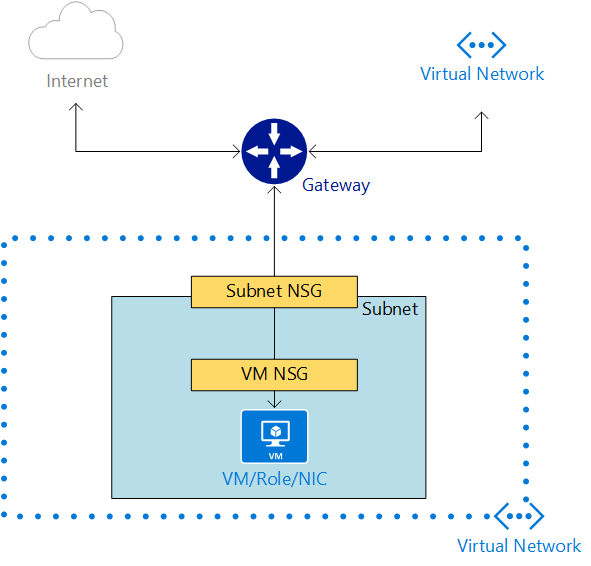 Internet
Virtual Network
Gateway
Subnet NSG
Subnet
VM NSG
VM
VM/Role/NIC
Virtual Network